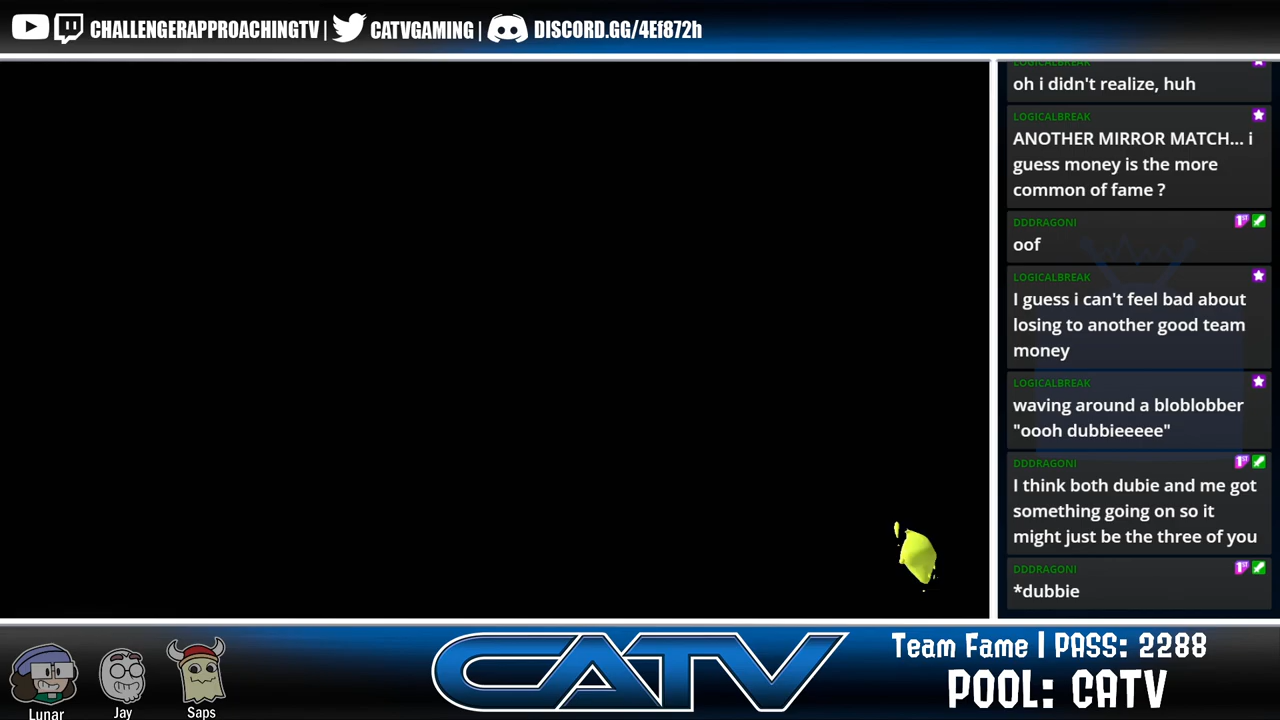 CHALLENGERAPPROACHINGTV | CATVGAMING | DISCORD.GG/4Ef872h
LOGICALBREAK
oh i didn't realize, huh
LOGICALBREAK
ANOTHER MIRROR MATCH... i
guess money is the more
common of fame ?
DDDRAGONI
oof
LOGICALBREAK
I guess i can't feel bad about
losing to another good team
money
LOGICALBREAK
waving around a bloblobber
"oooh dubbieeeee"
DDDRAGONI
I think both dubie and me got
something going on so it
might just be the three of you
DDDRAGONI
*dubbie
Lunar
Jay
Saps
CATV
Team Fame | PASS: 2288
POOL: CATV